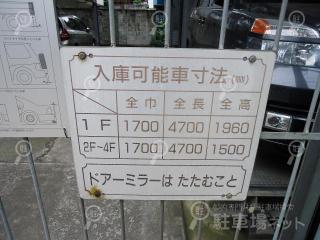 入庫可能車寸法(㎜)
全巾 全長 全高
1F 1700 4700 1960
2F~4F 1700 4700 1500
ドアーミラーは たたむこと
駐車場ネット